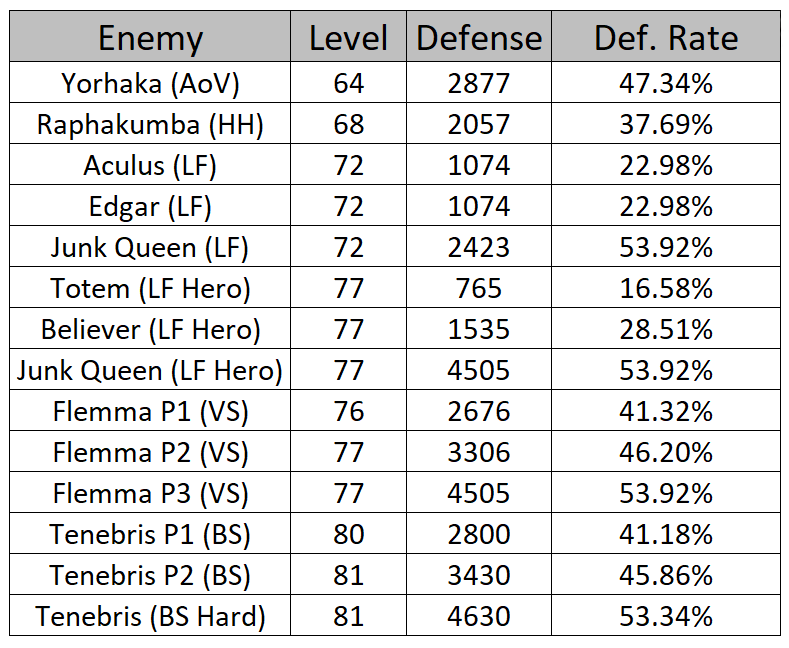 Enemy Level Defense Def. Rate
Yorhaka (AoV) 64 2877 47.34%
Raphakumba (HH) 68 2057 37.69%
Aculus (LF) 72 1074 22.98%
Edgar (LF) 72 1074 22.98%
Junk Queen (LF) 72 2423 53.92%
Totem (LF Hero) 77 765 16.58%
Believer (LF Hero) 77 1535 28.51%
Junk Queen (LF Hero) 77 4505 53.92%
Flemma P1 (VS) 76 2676 41.32%
Flemma P2 (VS) 77 3306 46.20%
Flemma P3 (VS) 77 4505 53.92%
Tenebris P1 (BS) 80 2800 41.18%
Tenebris P2 (BS) 81 3430 45.86%
Tenebris (BS Hard) 81 4630 53.34%